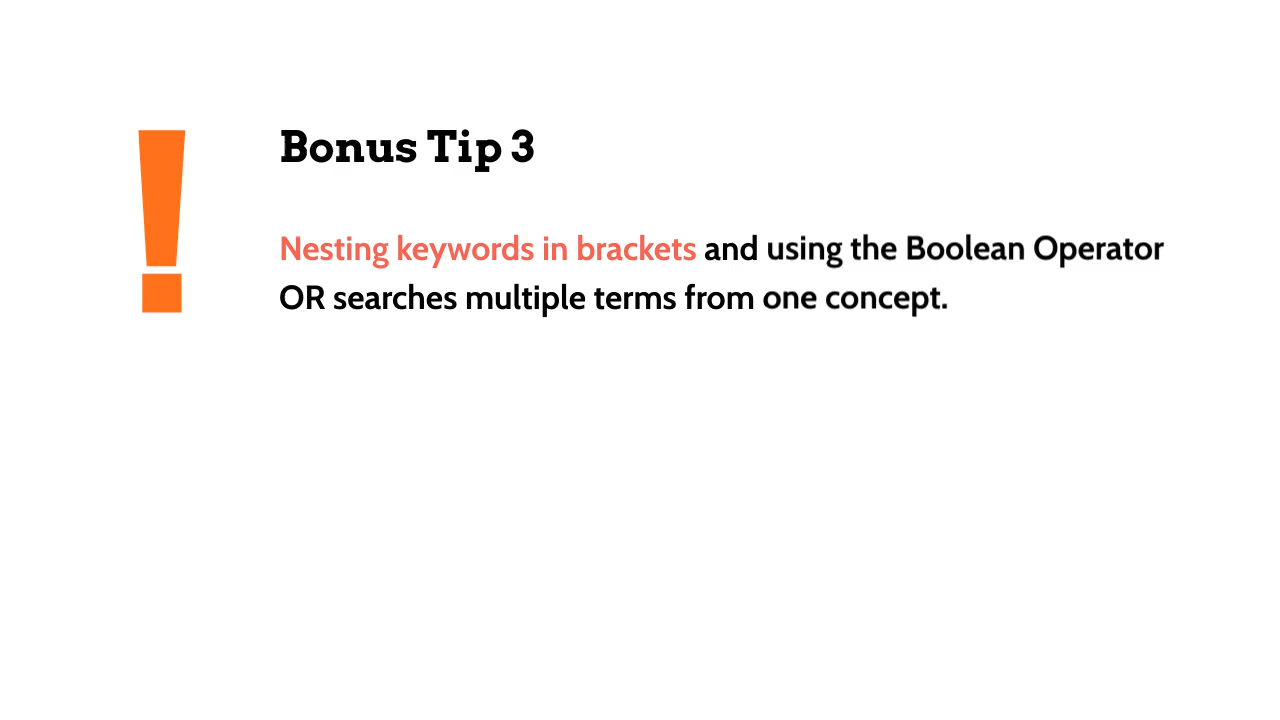 Bonus Tip 3
Nesting keywords in brackets and using the Boolean Operator
OR searches multiple terms from one concept.